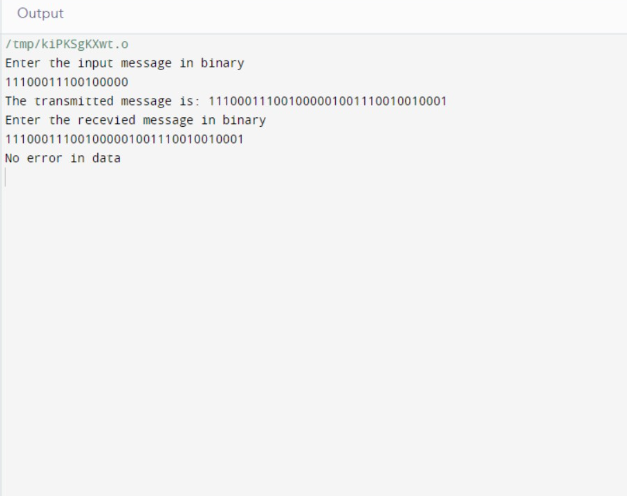 Output
/tmp/kiPKSgKXwt.o
Enter the input message in binary
11100011100100000
The transmitted message is: 111000111001000001001110010010001
Enter the recevied message in binary
111000111001000001001110010010001
No error in data